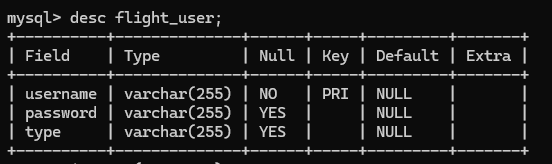 mysql> desc flight_user;
+----------+--------------+------+-----+---------+-------+
| Field    | Type         | Null | Key | Default | Extra |
+----------+--------------+------+-----+---------+-------+
| username | varchar(255) | NO   | PRI | NULL    |       |
| password | varchar(255) | YES  |     | NULL    |       |
| type     | varchar(255) | YES  |     | NULL    |       |
+----------+--------------+------+-----+---------+-------+